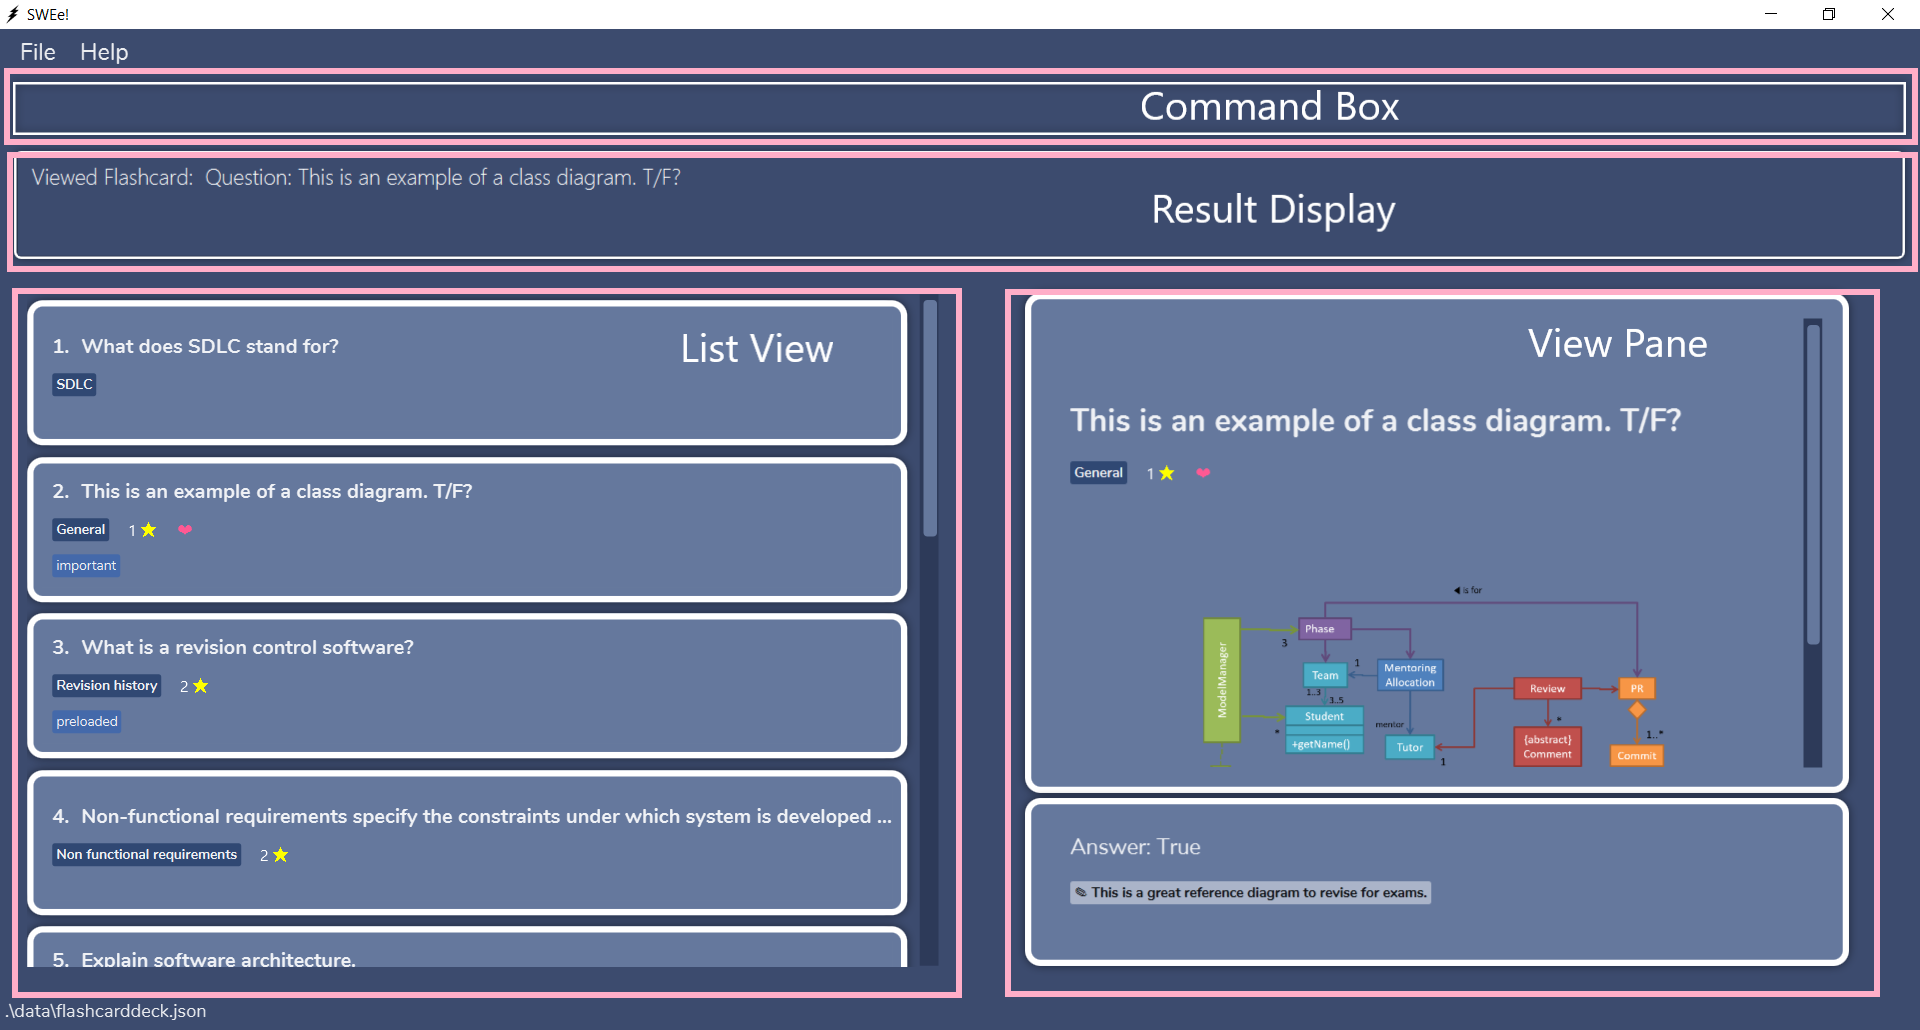 SWEe!
File Help
Command Box
Viewed Flashcard: Question: This is an example of a class diagram. T/F?
Result Display
List View
1. What does SDLC stand for?
SDLC
2. This is an example of a class diagram. T/F?
General 1
important
3. What is a revision control software?
Revision history 2
preloaded
4. Non-functional requirements specify the constraints under which system is developed ...
Non functional requirements 2
5. Explain software architecture.
View Pane
This is an example of a class diagram. T/F?
General 1
◀ is for
ModelManager
3
Phase
Team
1
Mentoring
Allocation
1..3
3..5
*
Student
+getName()
mentor
Tutor
1
Review
*
{abstract}
Comment
PR
1..*
Commit
Answer: True
✎ This is a great reference diagram to revise for exams.
.\data\flashcarddeck.json